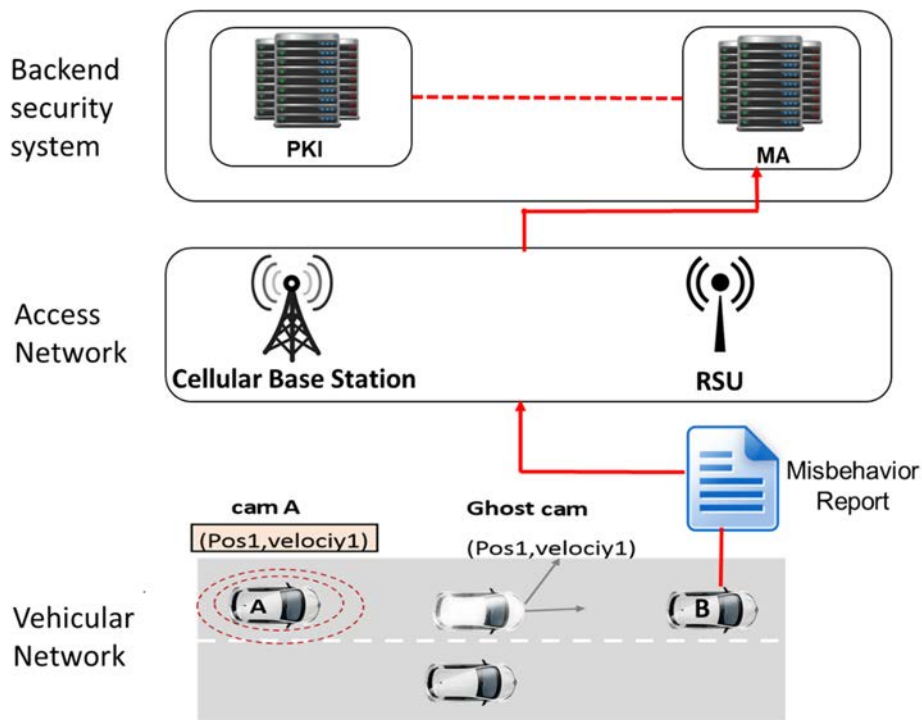 Backend
security
system
PKI
MA
Access
Network
Cellular Base Station
RSU
Misbehavior
Report
cam A
(Pos1,velociy1)
Ghost cam
(Pos1,velociy1)
A
B
Vehicular
Network